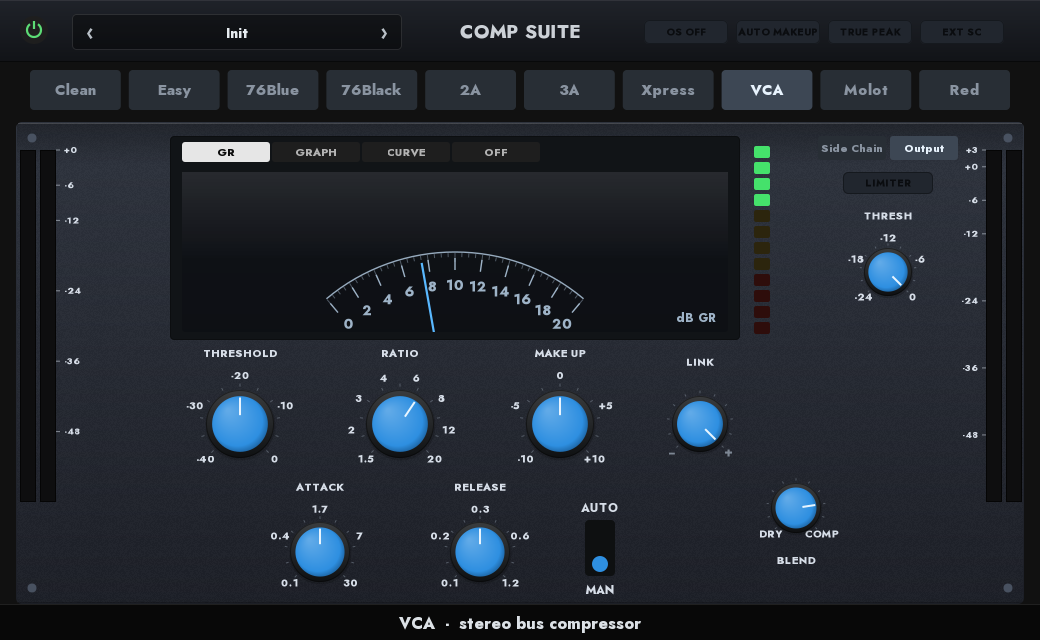 ‹ Init › COMP SUITE OS OFF AUTO MAKEUP TRUE PEAK EXT SC
Clean Easy 76Blue 76Black 2A 3A Xpress VCA Molot Red
GR GRAPH CURVE OFF
Side Chain Output
LIMITER
THRESH
-24 -18 -12 -6 0
+0
-6
-12
-24
-36
-48
0 2 4 6 8 10 12 14 16 18 20
dB GR
+3
+0
-6
-12
-24
-36
-48
THRESHOLD
-40 -30 -20 -10 0
RATIO
1.5 2 3 4 6 8 12 20
MAKE UP
-10 -5 0 +5 +10
LINK
- +
ATTACK
0.1 0.4 1.7 7 30
RELEASE
0.1 0.2 0.3 0.6 1.2
AUTO
MAN
DRY COMP
BLEND
VCA - stereo bus compressor